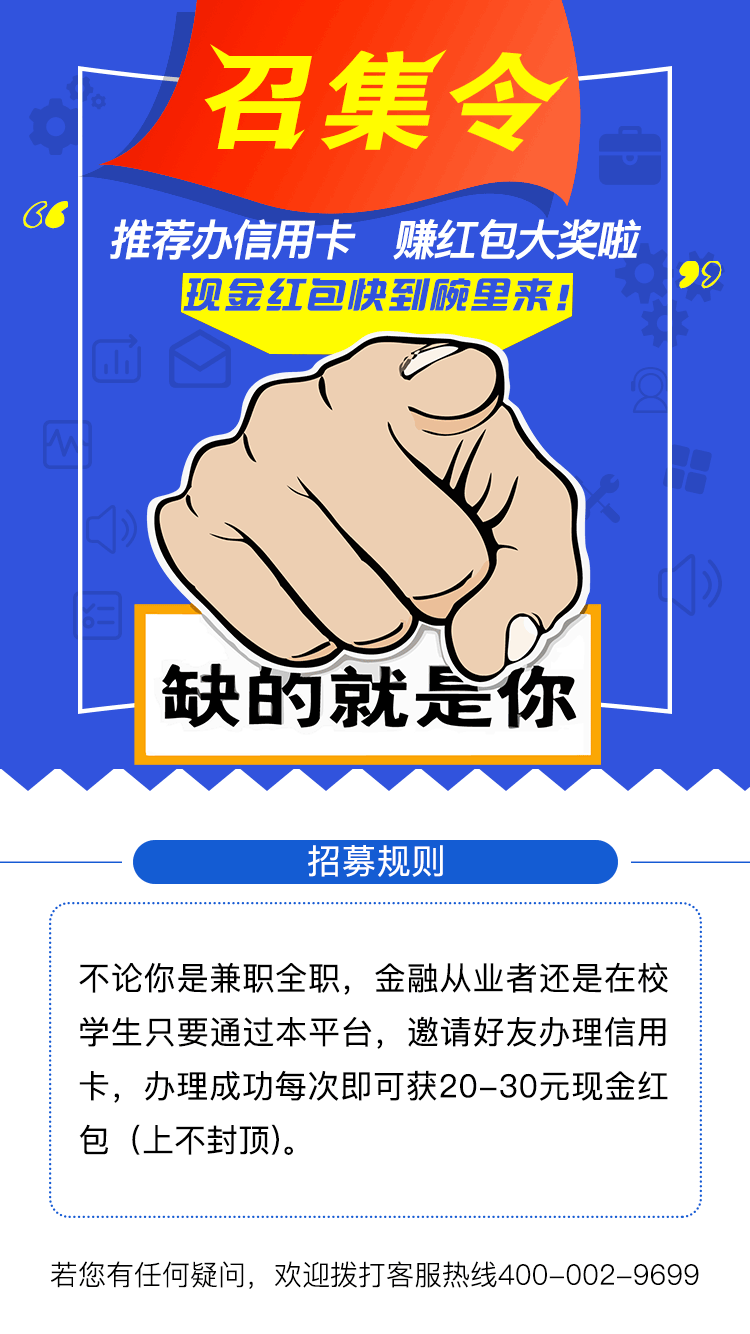 召集令
推荐办信用卡 赚红包大奖啦
现金红包快到碗里来!
缺的就是你
招募规则
不论你是兼职全职，金融从业者还是在校
学生只要通过本平台，邀请好友办理信用
卡，办理成功每次即可获20-30元现金红
包（上不封顶）。
若您有任何疑问，欢迎拨打客服热线400-002-9699